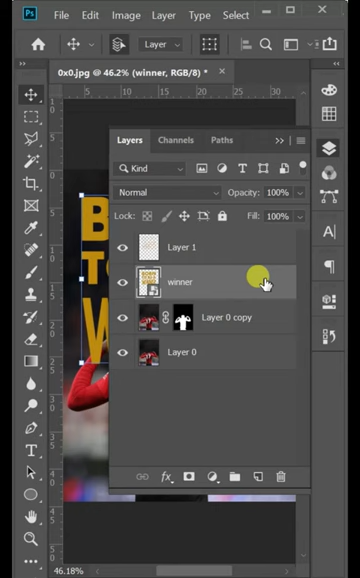 Ps
File Edit Image Layer Type Select
Layer
0x0.jpg @ 46.2% (winner, RGB/8) *
5 10 15 20 25 30
Layers Channels Paths
Kind
Normal Opacity: 100%
Lock: Fill: 100%
Layer 1
winner
Layer 0 copy
Layer 0
fx
46.18%